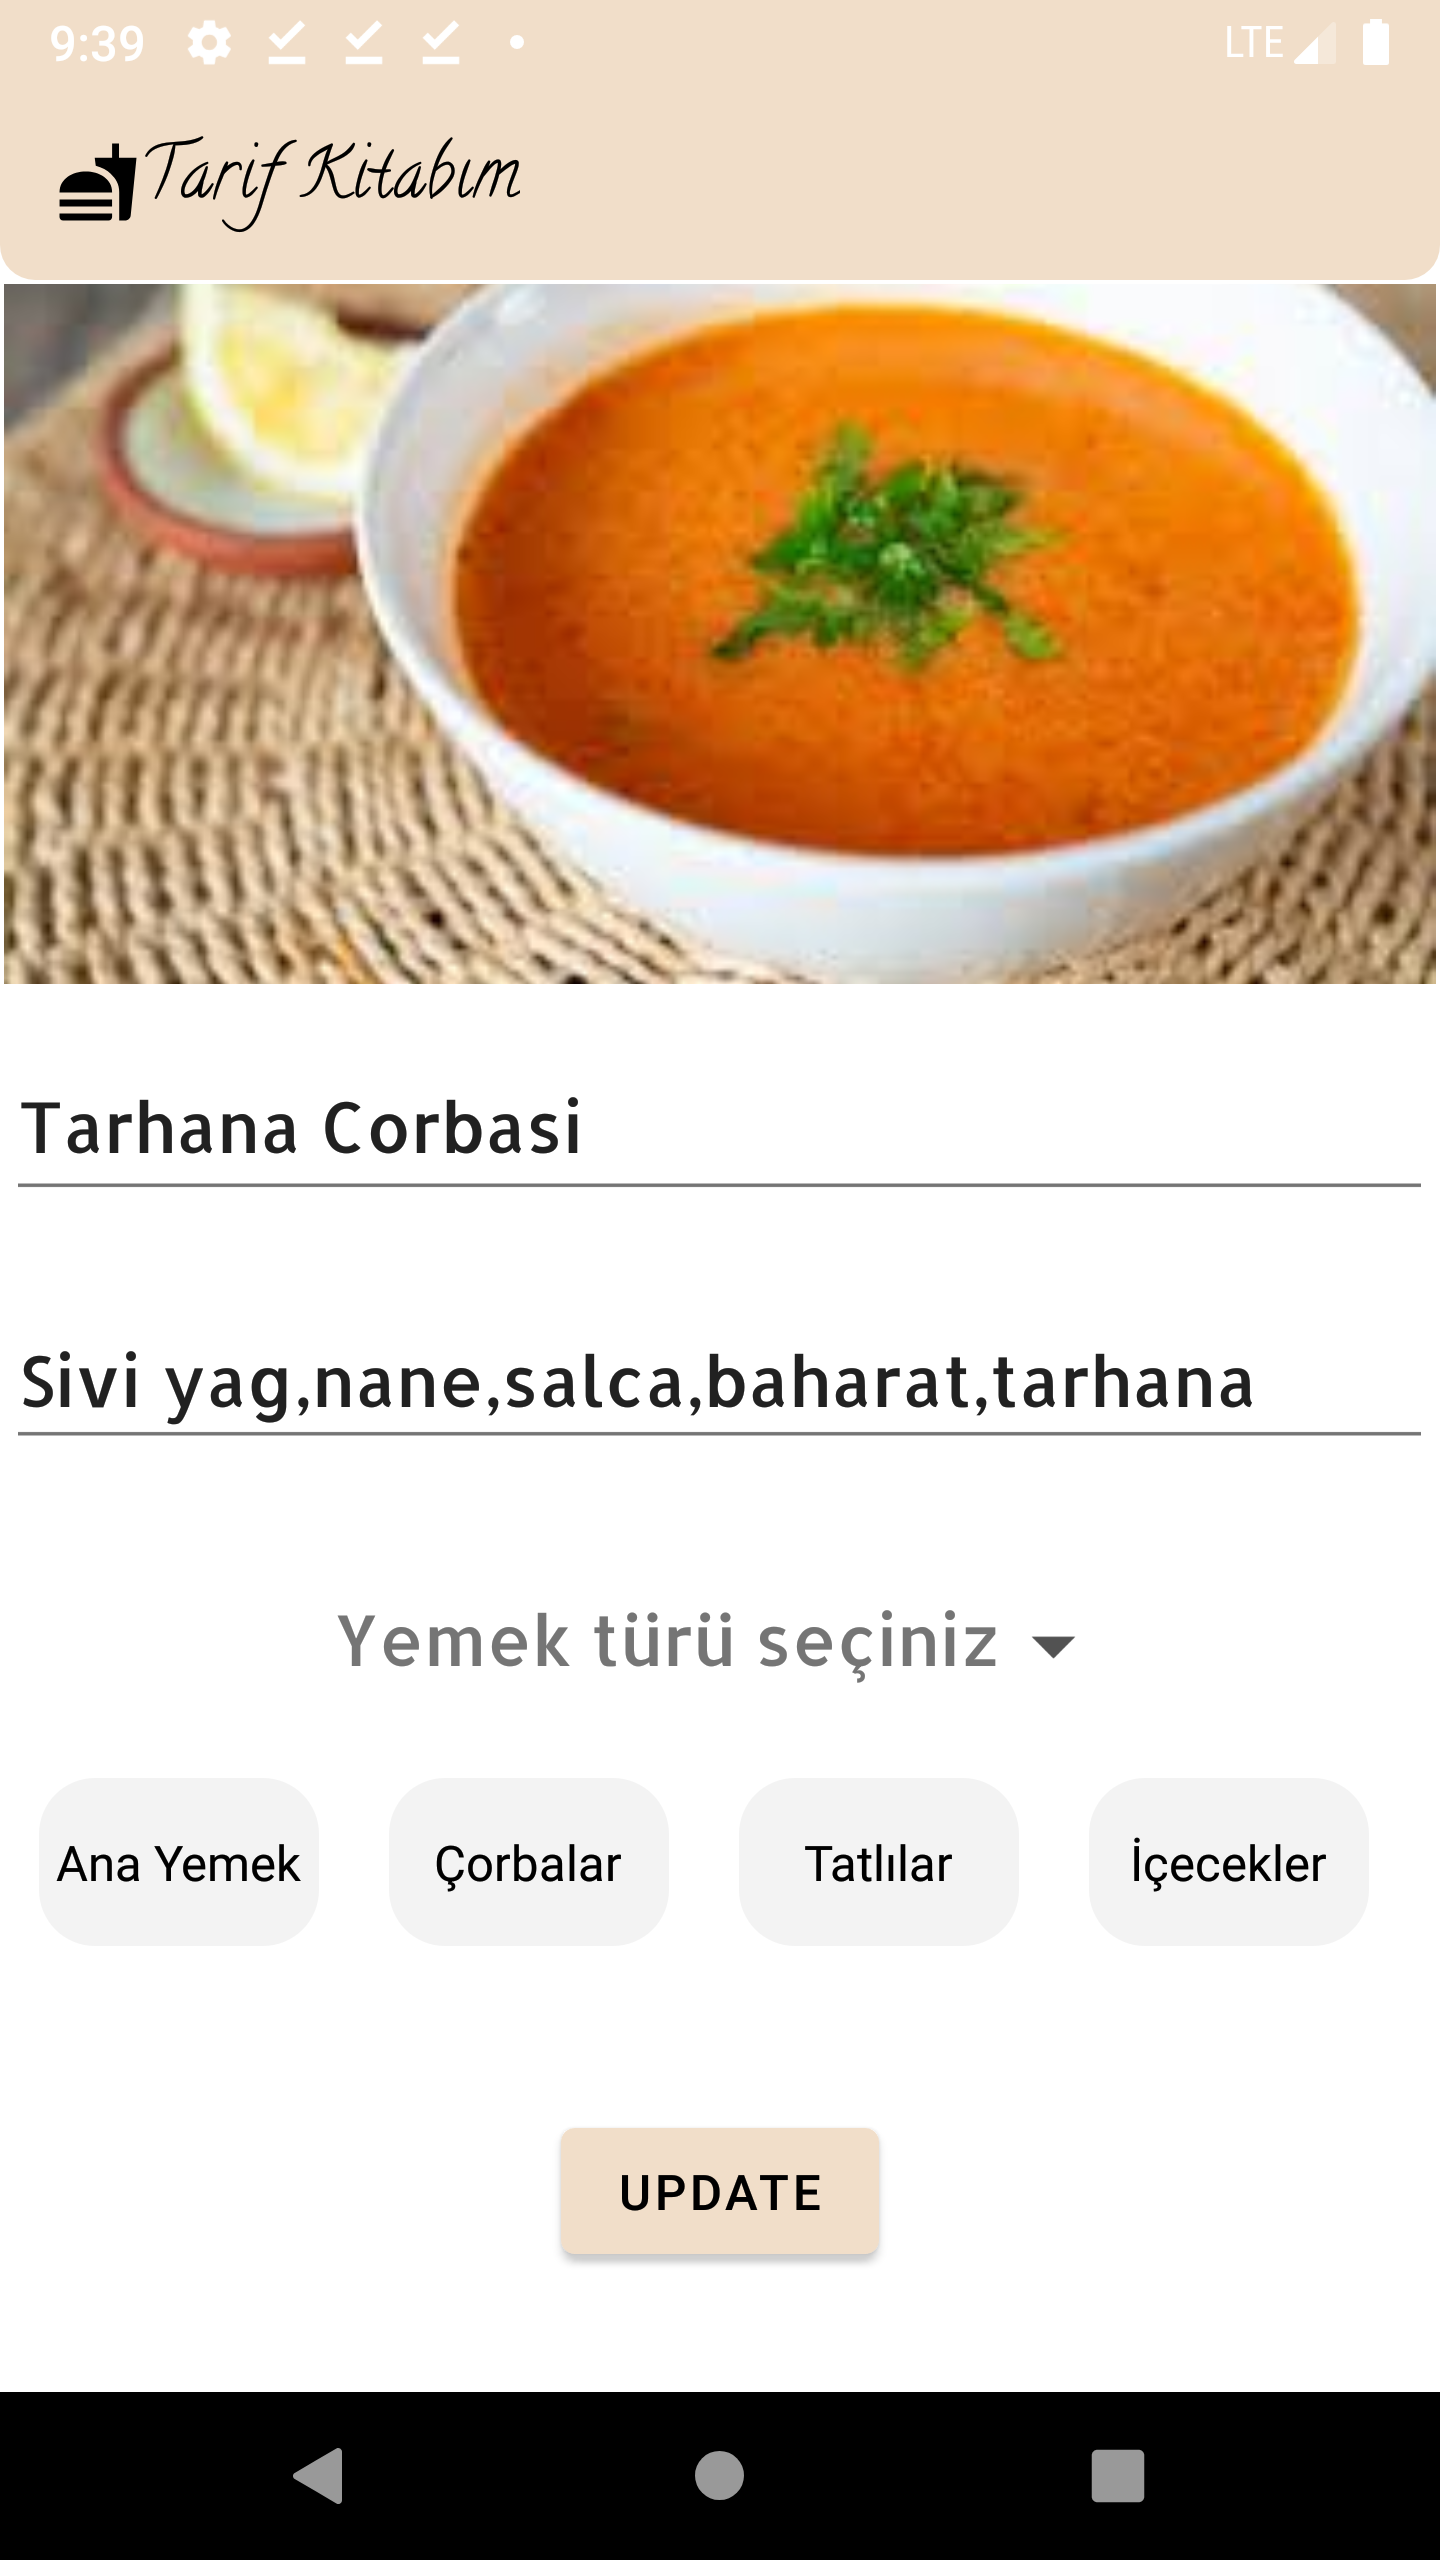 9:39 LTE
Tarif Kitabım
Tarhana Corbasi
Sivi yag,nane,salca,baharat,tarhana
Yemek türü seçiniz
Ana Yemek Çorbalar Tatlılar İçecekler
UPDATE